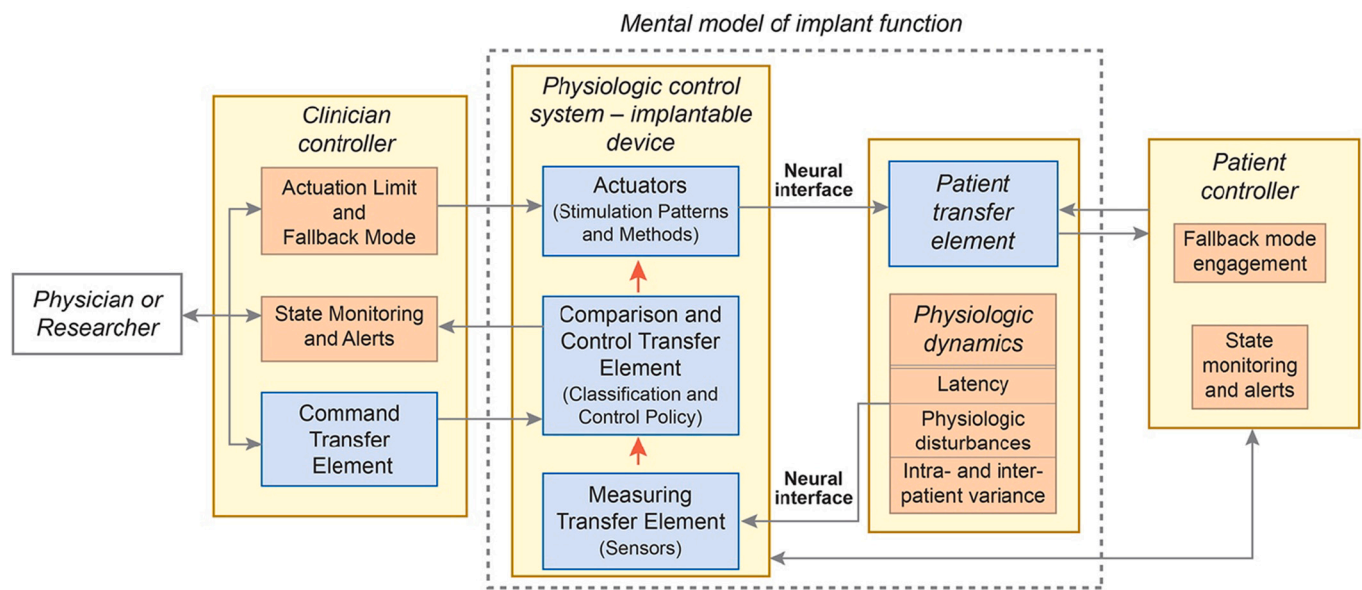 Mental model of implant function
Clinician
controller
Actuation Limit
and
Fallback Mode
State Monitoring
and Alerts
Command
Transfer
Element
Physician or
Researcher
Physiologic control
system – implantable
device
Actuators
(Stimulation Patterns
and Methods)
Comparison and
Control Transfer
Element
(Classification and
Control Policy)
Measuring
Transfer Element
(Sensors)
Neural
interface
Neural
interface
Patient
transfer
element
Physiologic
dynamics
Latency
Physiologic
disturbances
Intra- and inter-
patient variance
Patient
controller
Fallback mode
engagement
State
monitoring
and alerts